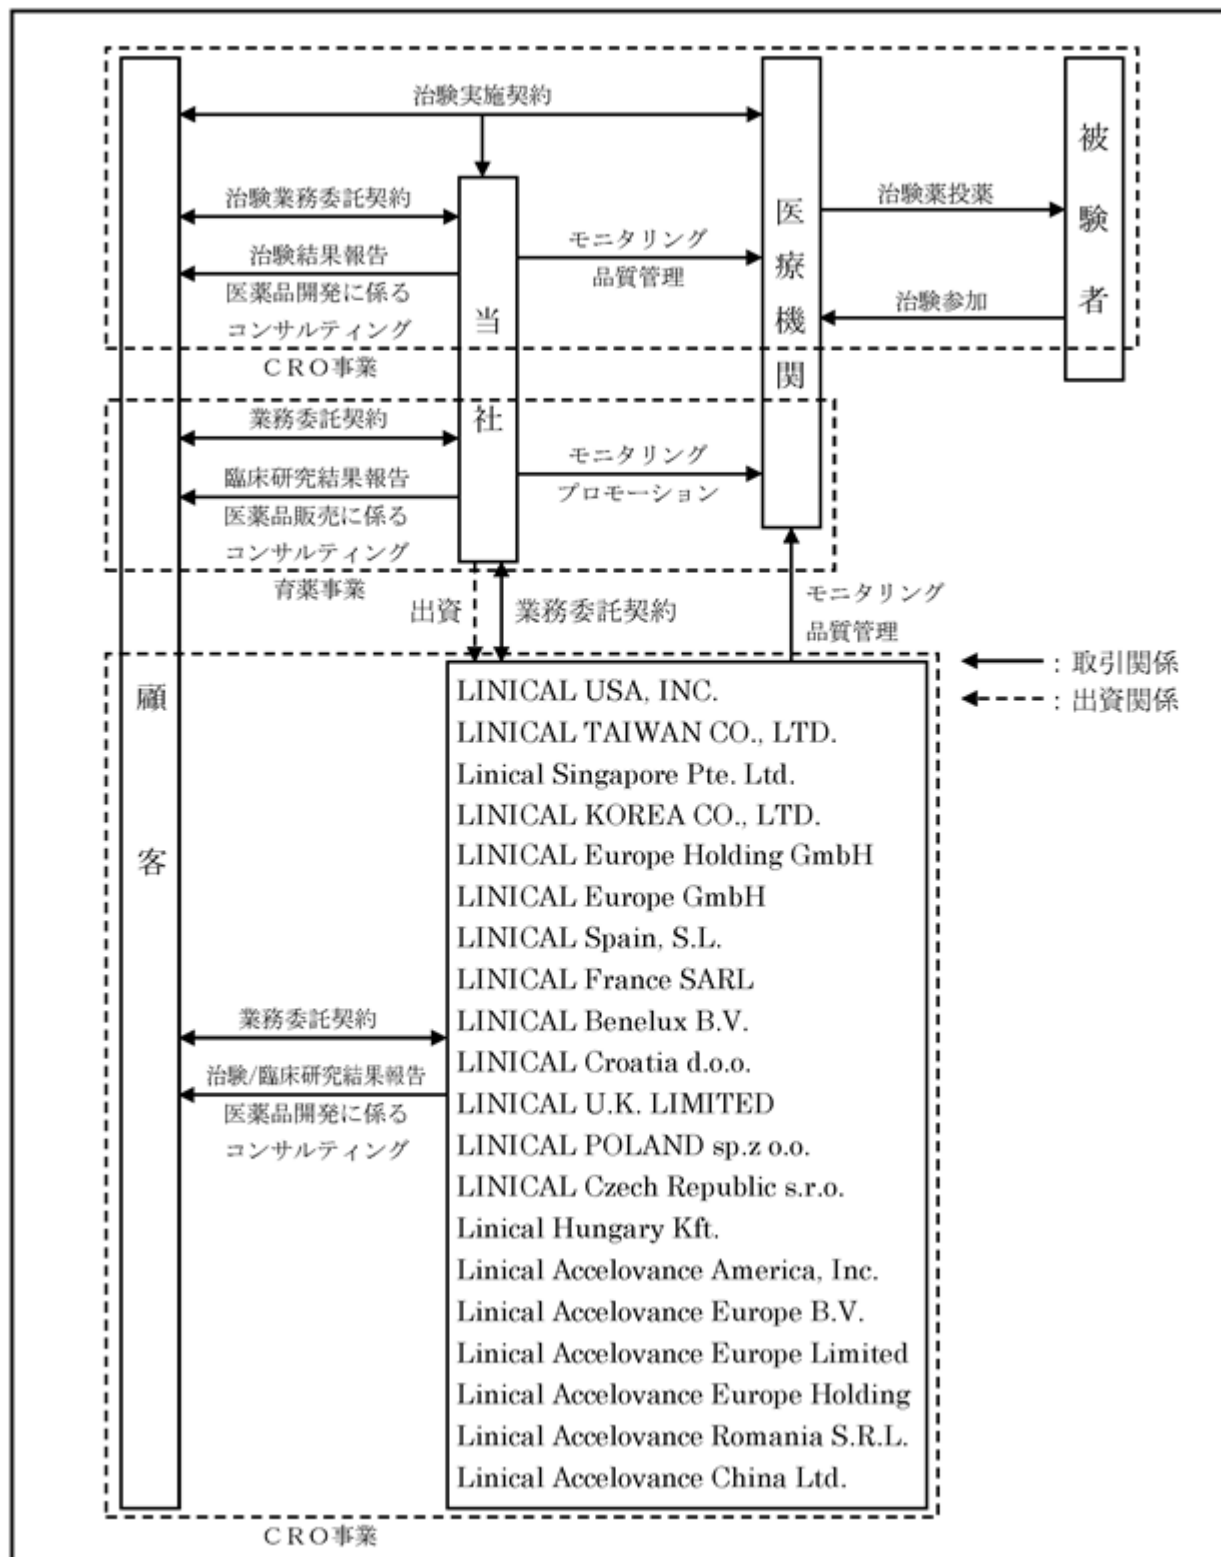 治験実施契約
治験業務委託契約
治験結果報告
医薬品開発に係る
コンサルティング
モニタリング
品質管理
治験薬投薬
治験参加
当社
医療機関
被験者
CRO事業
業務委託契約
臨床研究結果報告
医薬品販売に係る
コンサルティング
モニタリング
プロモーション
育薬事業
出資
業務委託契約
モニタリング
品質管理
: 取引関係
: 出資関係
顧客
業務委託契約
治験/臨床研究結果報告
医薬品開発に係る
コンサルティング
LINICAL USA, INC.
LINICAL TAIWAN CO., LTD.
Linical Singapore Pte. Ltd.
LINICAL KOREA CO., LTD.
LINICAL Europe Holding GmbH
LINICAL Europe GmbH
LINICAL Spain, S.L.
LINICAL France SARL
LINICAL Benelux B.V.
LINICAL Croatia d.o.o.
LINICAL U.K. LIMITED
LINICAL POLAND sp.z o.o.
LINICAL Czech Republic s.r.o.
Linical Hungary Kft.
Linical Accelovance America, Inc.
Linical Accelovance Europe B.V.
Linical Accelovance Europe Limited
Linical Accelovance Europe Holding
Linical Accelovance Romania S.R.L.
Linical Accelovance China Ltd.
CRO事業